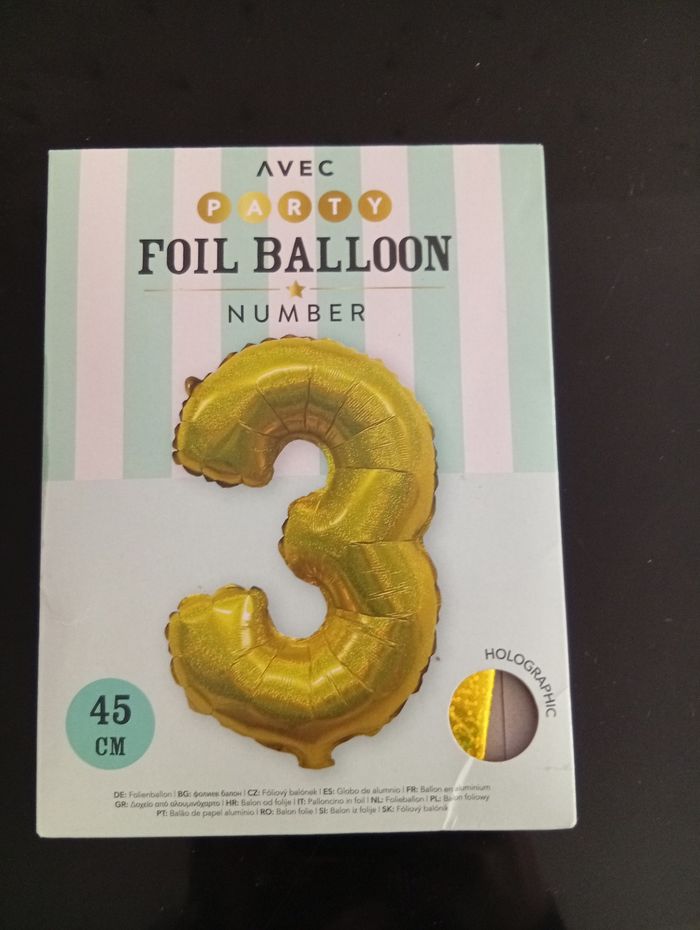 AVEC
PARTY
FOIL BALLOON
NUMBER
HOLOGRAPHIC
45
CM
DE: Folienballon | BG: фолиев балон | CZ: Fóliový balónek | ES: Globo de aluminio | FR: Ballon en aluminium
GR: Δοχείο από αλουμινόχαρτο | HR: Balon od folije | IT: Palloncino in foil | NL: Folieballon | PL: Balon foliowy
PT: Balão de papel alumínio | RO: Balon folie | SI: Balon iz folije | SK: Fóliový balónik